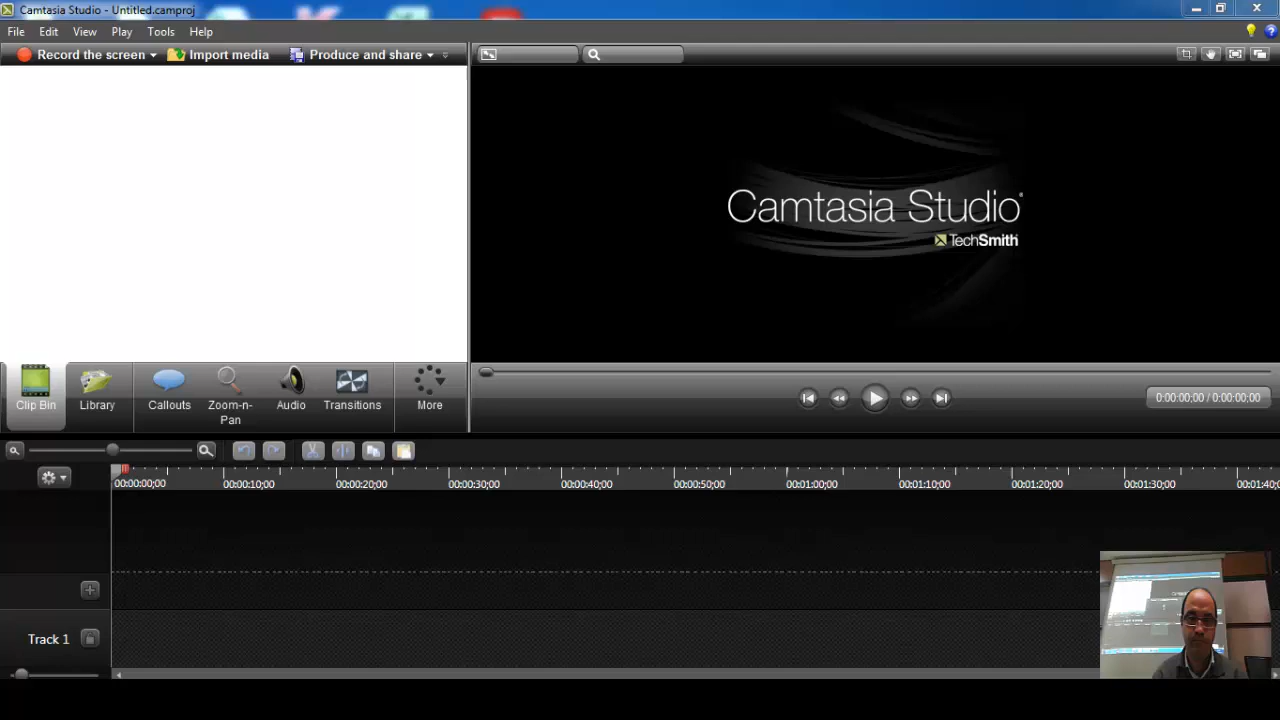 Camtasia Studio - Untitled.camproj
File Edit View Play Tools Help
Record the screen Import media Produce and share
Camtasia Studio®
TechSmith
Clip Bin Library Callouts Zoom-n-Pan Audio Transitions More
0:00:00;00 / 0:00:00;00
00:00:00;00 00:00:10;00 00:00:20;00 00:00:30;00 00:00:40;00 00:00:50;00 00:01:00;00 00:01:10;00 00:01:20;00 00:01:30;00 00:01:40;0
Track 1